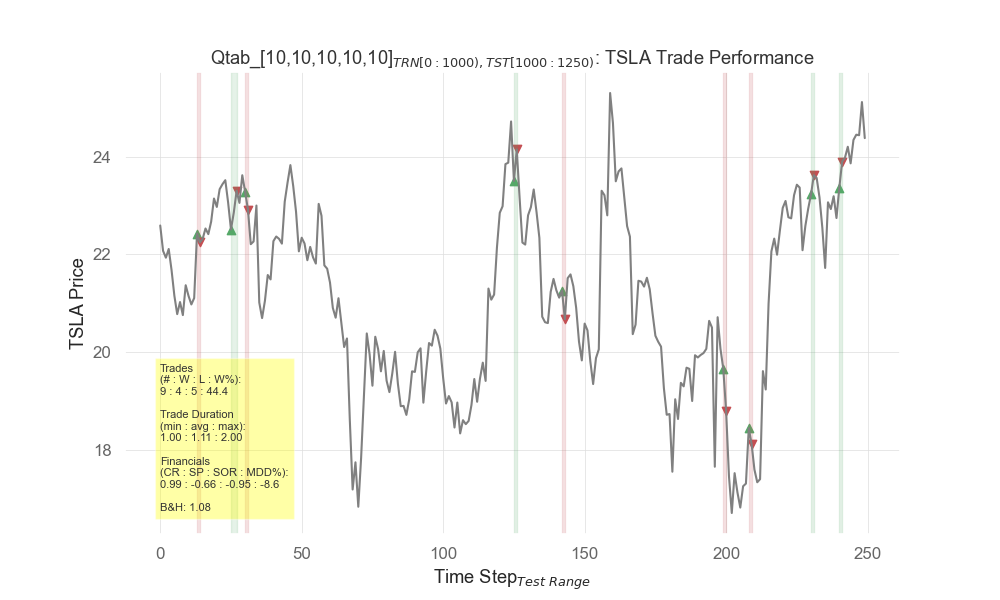 Qtab_[10,10,10,10,10]TRN[0 : 1000), TST[1000 : 1250): TSLA Trade Performance
24
22
20
18
TSLA Price
Trades
(# : W : L : W%):
9 : 4 : 5 : 44.4
Trade Duration
(min : avg : max):
1.00 : 1.11 : 2.00
Financials
(CR : SP : SOR : MDD%):
0.99 : -0.66 : -0.95 : -8.6
B&H: 1.08
0 50 100 150 200 250
Time StepTest Range